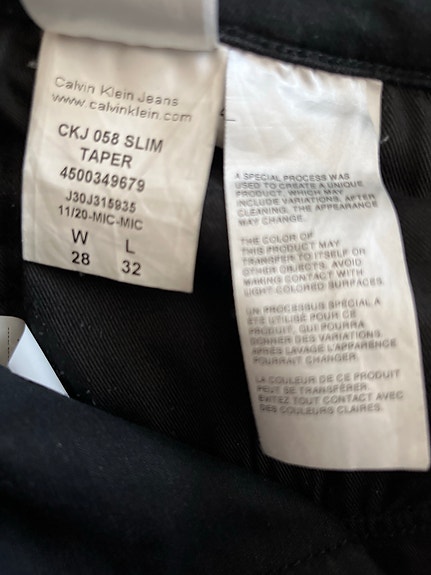 Calvin Klein Jeans
www.calvinklein.com
CKJ 058 SLIM
TAPER
4500349679
J30J315935
11/20-MIC-MIC
W L
28 32
A SPECIAL PROCESS WAS
USED TO CREATE A UNIQUE
PRODUCT, WHICH MAY
INCLUDE VARIATIONS. AFTER
CLEANING, THE APPEARANCE
MAY CHANGE.
THE COLOR OF
THIS PRODUCT MAY
TRANSFER TO ITSELF OR
OTHER OBJECTS. AVOID
MAKING CONTACT WITH
LIGHT COLORED SURFACES.
UN PROCESSUS SPÉCIAL A
ÉTÉ UTILISÉ POUR CE
PRODUIT, QUI POURRA
DONNER DES VARIATIONS.
APRÈS LAVAGE L'APPARENCE
POURRAIT CHANGER.
LA COULEUR DE CE PRODUIT
PEUT SE TRANSFÉRER.
ÉVITEZ TOUT CONTACT AVEC
DES COULEURS CLAIRES.